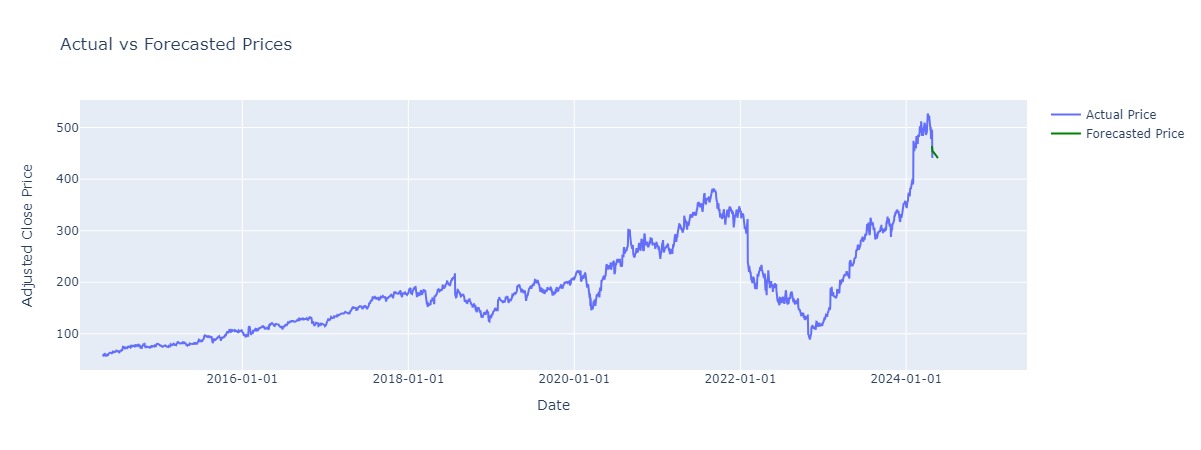 Actual vs Forecasted Prices
Actual Price
Forecasted Price
Adjusted Close Price
500
400
300
200
100
2016-01-01
2018-01-01
2020-01-01
2022-01-01
2024-01-01
Date